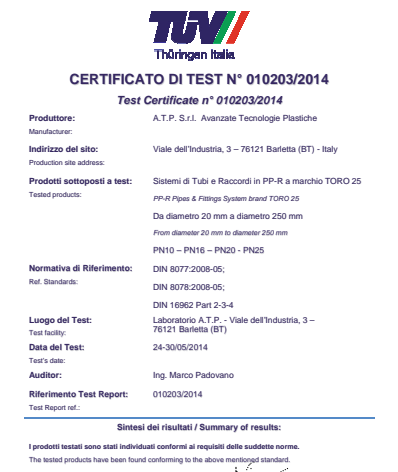 TÜV
Thüringen Italia
CERTIFICATO DI TEST N° 010203/2014
Test Certificate n° 010203/2014
Produttore: A.T.P. S.r.l. Avanzate Tecnologie Plastiche
Manufacturer:
Indirizzo del sito: Viale dell'Industria, 3 – 76121 Barletta (BT) - Italy
Production site address:
Prodotti sottoposti a test: Sistemi di Tubi e Raccordi in PP-R a marchio TORO 25
Tested products: PP-R Pipes & Fittings System brand TORO 25
Da diametro 20 mm a diametro 250 mm
From diameter 20 mm to diameter 250 mm
PN10 – PN16 – PN20 - PN25
Normativa di Riferimento: DIN 8077:2008-05;
Ref. Standards: DIN 8078:2008-05;
DIN 16962 Part 2-3-4
Luogo del Test: Laboratorio A.T.P. - Viale dell'Industria, 3 –
Test facility: 76121 Barletta (BT)
Data del Test: 24-30/05/2014
Test's date:
Auditor: Ing. Marco Padovano
Riferimento Test Report: 010203/2014
Test Report ref.:
Sintesi dei risultati / Summary of results:
I prodotti testati sono stati individuati conformi ai requisiti delle suddette norme.
The tested products have been found conforming to the above mentioned standard.